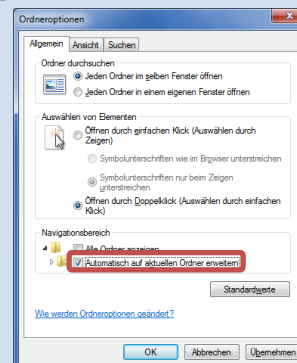 Ordneroptionen
Allgemein Ansicht Suchen
Ordner durchsuchen
Jeden Ordner im selben Fenster öffnen
Jeden Ordner in einem eigenen Fenster öffnen
Auswählen von Elementen
Öffnen durch einfachen Klick (Auswählen durch
Zeigen)
Symbolunterschriften wie im Browser unterstreichen
Symbolunterschriften nur beim Zeigen
unterstreichen
Öffnen durch Doppelklick (Auswählen durch einfachen
Klick)
Navigationsbereich
Alle Ordner anzeigen
Automatisch auf aktuellen Ordner erweitern
Standardwerte
Wie werden Ordneroptionen geändert?
OK Abbrechen Übernehmen